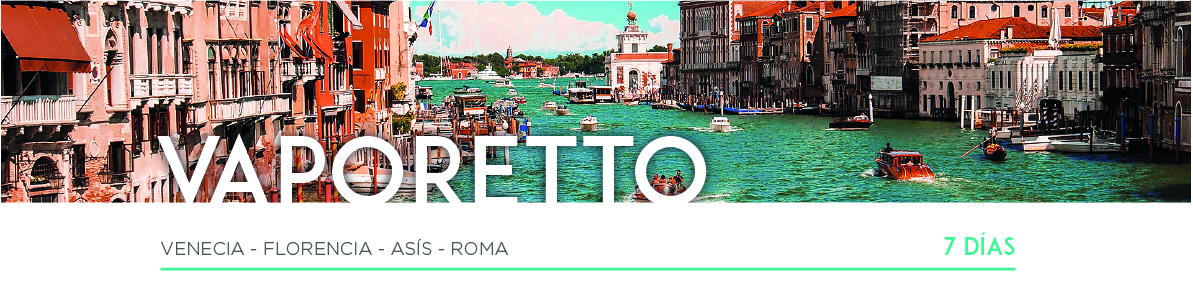 VAPORETTO
VENECIA - FLORENCIA - ASÍS - ROMA
7 DÍAS